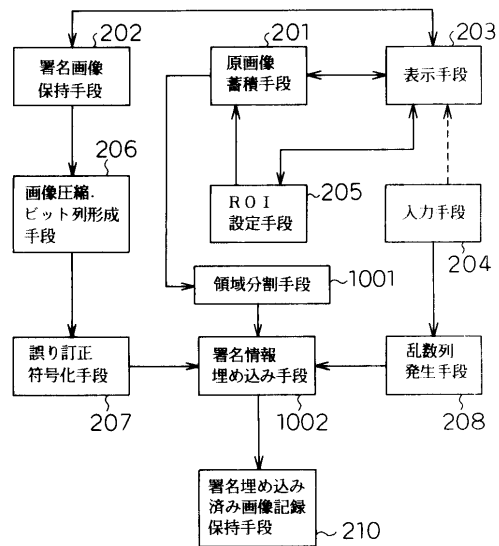 202
署名画像
保持手段
201
原画像
蓄積手段
203
表示手段
206
画像圧縮.
ビット列形成
手段
ROI
設定手段
205
入力手段
204
領域分割手段
1001
誤り訂正
符号化手段
207
署名情報
埋め込み手段
1002
乱数列
発生手段
208
署名埋め込み
済み画像記録
保持手段
210